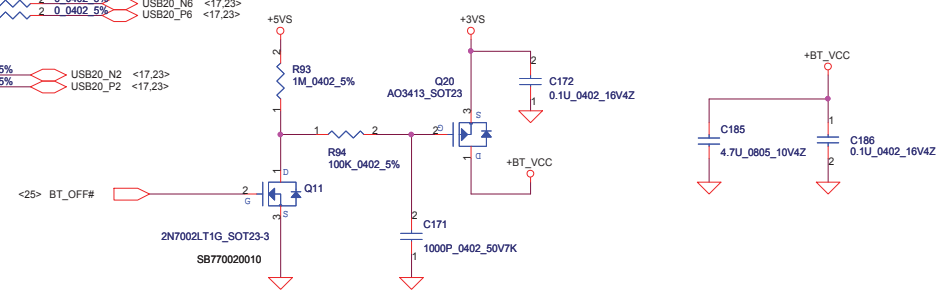 2 0_0402_5% USB20_N6 <17,23>
2 0_0402_5% USB20_P6 <17,23>
5% USB20_N2 <17,23>
5% USB20_P2 <17,23>
+5VS
2
R93
1M_0402_5%
1
1 2
R94
100K_0402_5%
<25> BT_OFF#
2
G
1
D
Q11
S
3
2N7002LT1G_SOT23-3
SB770020010
2
C171
1000P_0402_50V7K
1
+3VS
Q20
AO3413_SOT23
3
S
2
G
D
1
2
C172
0.1U_0402_16V4Z
1
+BT_VCC
+BT_VCC
C185
4.7U_0805_10V4Z
1
C186
0.1U_0402_16V4Z
2